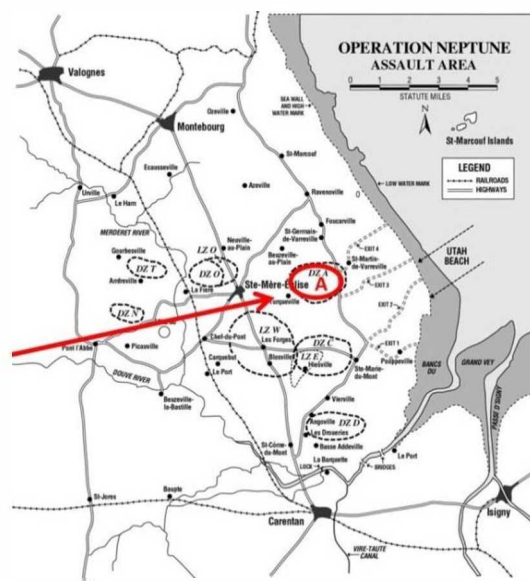 OPERATION NEPTUNE
ASSAULT AREA
0 1 2 3 4 5
STATUTE MILES
N
St-Marcouf Islands
LEGEND
RAILROADS
HIGHWAYS
Valognes
Montebourg
Greville
SEA WALL
AND HIGH
WATER MARK
Ecausseville
St-Marcouf
Azeville
Ravenoville
LOW WATER MARK
Urville
Le Ham
MERDERET RIVER
Foucarville
St-Germain
de-Varreville
Neuville-
au-Plain
LZ O
Beuzeville-
au-Plain
EXIT 4
St-Martin-
de-Varreville
Gourbesville
DZ T
Amfreville
DZ O
DZ A
A
UTAH
BEACH
La Fiere
Ste-Mère-Eglise
Turqueville
EXIT 3
EXIT 2
DZ N
LZ W
Pont l'Abbe
Picauville
Chef-du-Pont
Les Forges
DZ C
EXIT 1
Pouppeville
Carquebut
Blosville
LZ E
Hiesville
Le Port
Ste-Marie-
du-Mont
BANCS
DU
GRAND VEY
DOUVE RIVER
Beuzeville-
la-Bastille
Vierville
PASSE D'ISIGNY
Angoville
DZ D
Les Droueries
St-Côme-
du-Mont
Basse Addeville
Le Port
La Barquette
LOCK
BRIDGES
St-Jores
Baupte
Carentan
Isigny
VIRE-TAUTE
CANAL